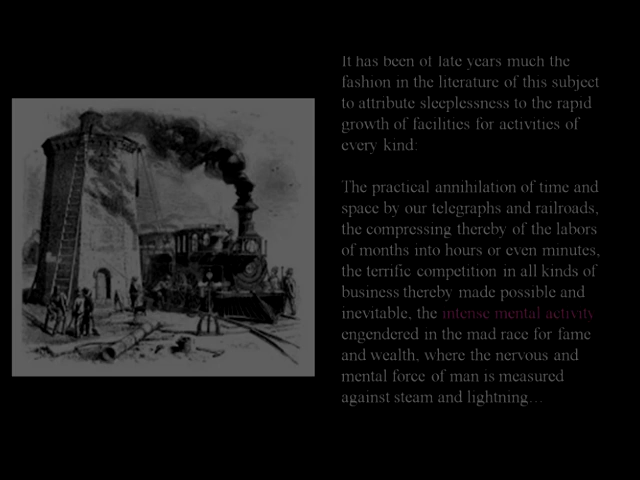 It has been of late years much the
fashion in the literature of this subject
to attribute sleeplessness to the rapid
growth of facilities for activities of
every kind:
The practical annihilation of time and
space by our telegraphs and railroads,
the compressing thereby of the labors
of months into hours or even minutes,
the terrific competition in all kinds of
business thereby made possible and
inevitable, the intense mental activity
engendered in the mad race for fame
and wealth, where the nervous and
mental force of man is measured
against steam and lightning…